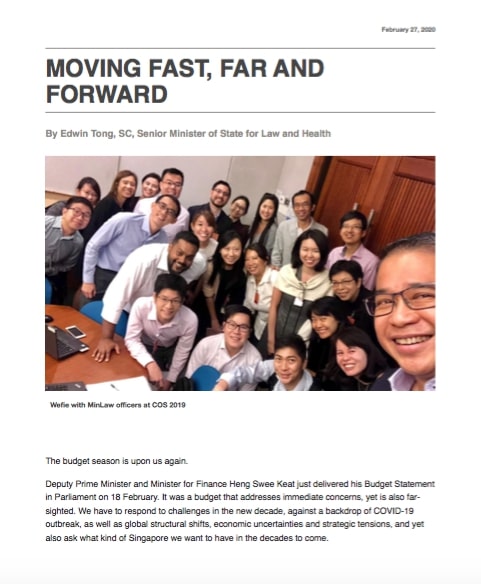 February 27, 2020
MOVING FAST, FAR AND
FORWARD
By Edwin Tong, SC, Senior Minister of State for Law and Health
Wefie with MinLaw officers at COS 2019
The budget season is upon us again.
Deputy Prime Minister and Minister for Finance Heng Swee Keat just delivered his Budget Statement
in Parliament on 18 February. It was a budget that addresses immediate concerns, yet is also far-
sighted. We have to respond to challenges in the new decade, against a backdrop of COVID-19
outbreak, as well as global structural shifts, economic uncertainties and strategic tensions, and yet
also ask what kind of Singapore we want to have in the decades to come.